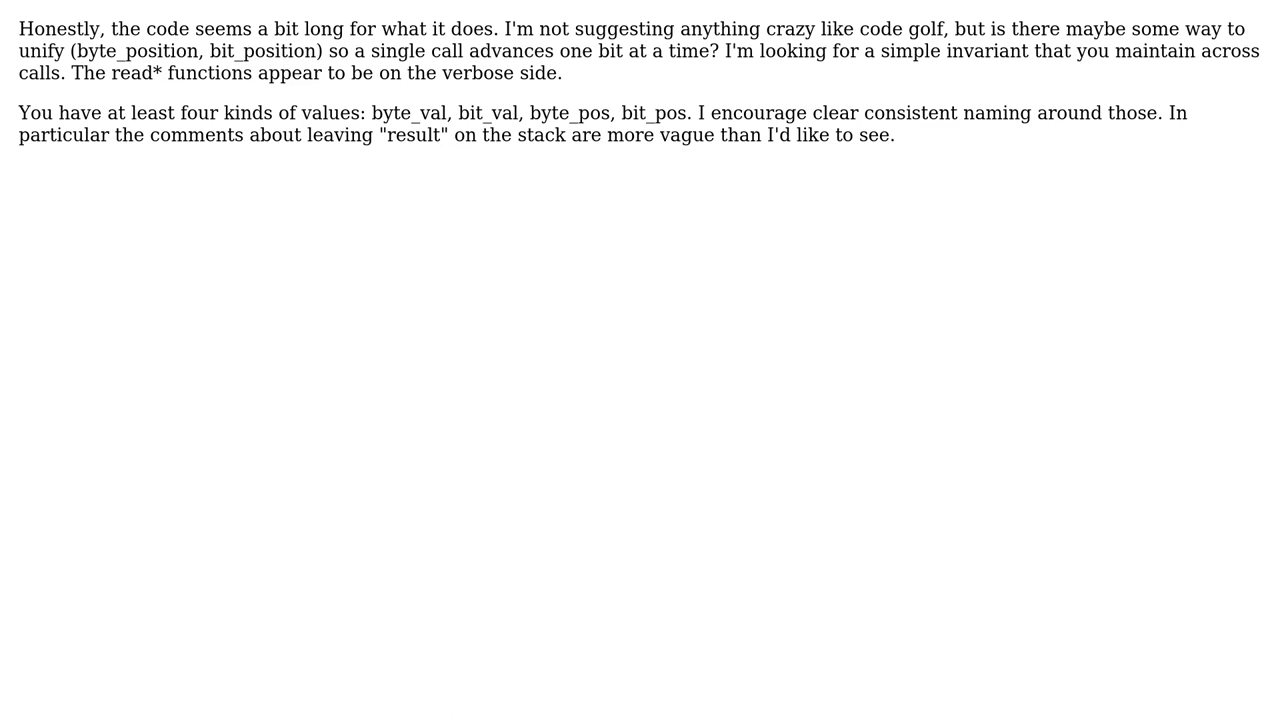 Honestly, the code seems a bit long for what it does. I'm not suggesting anything crazy like code golf, but is there maybe some way to
unify (byte_position, bit_position) so a single call advances one bit at a time? I'm looking for a simple invariant that you maintain across
calls. The read* functions appear to be on the verbose side.
You have at least four kinds of values: byte_val, bit_val, byte_pos, bit_pos. I encourage clear consistent naming around those. In
particular the comments about leaving "result" on the stack are more vague than I'd like to see.